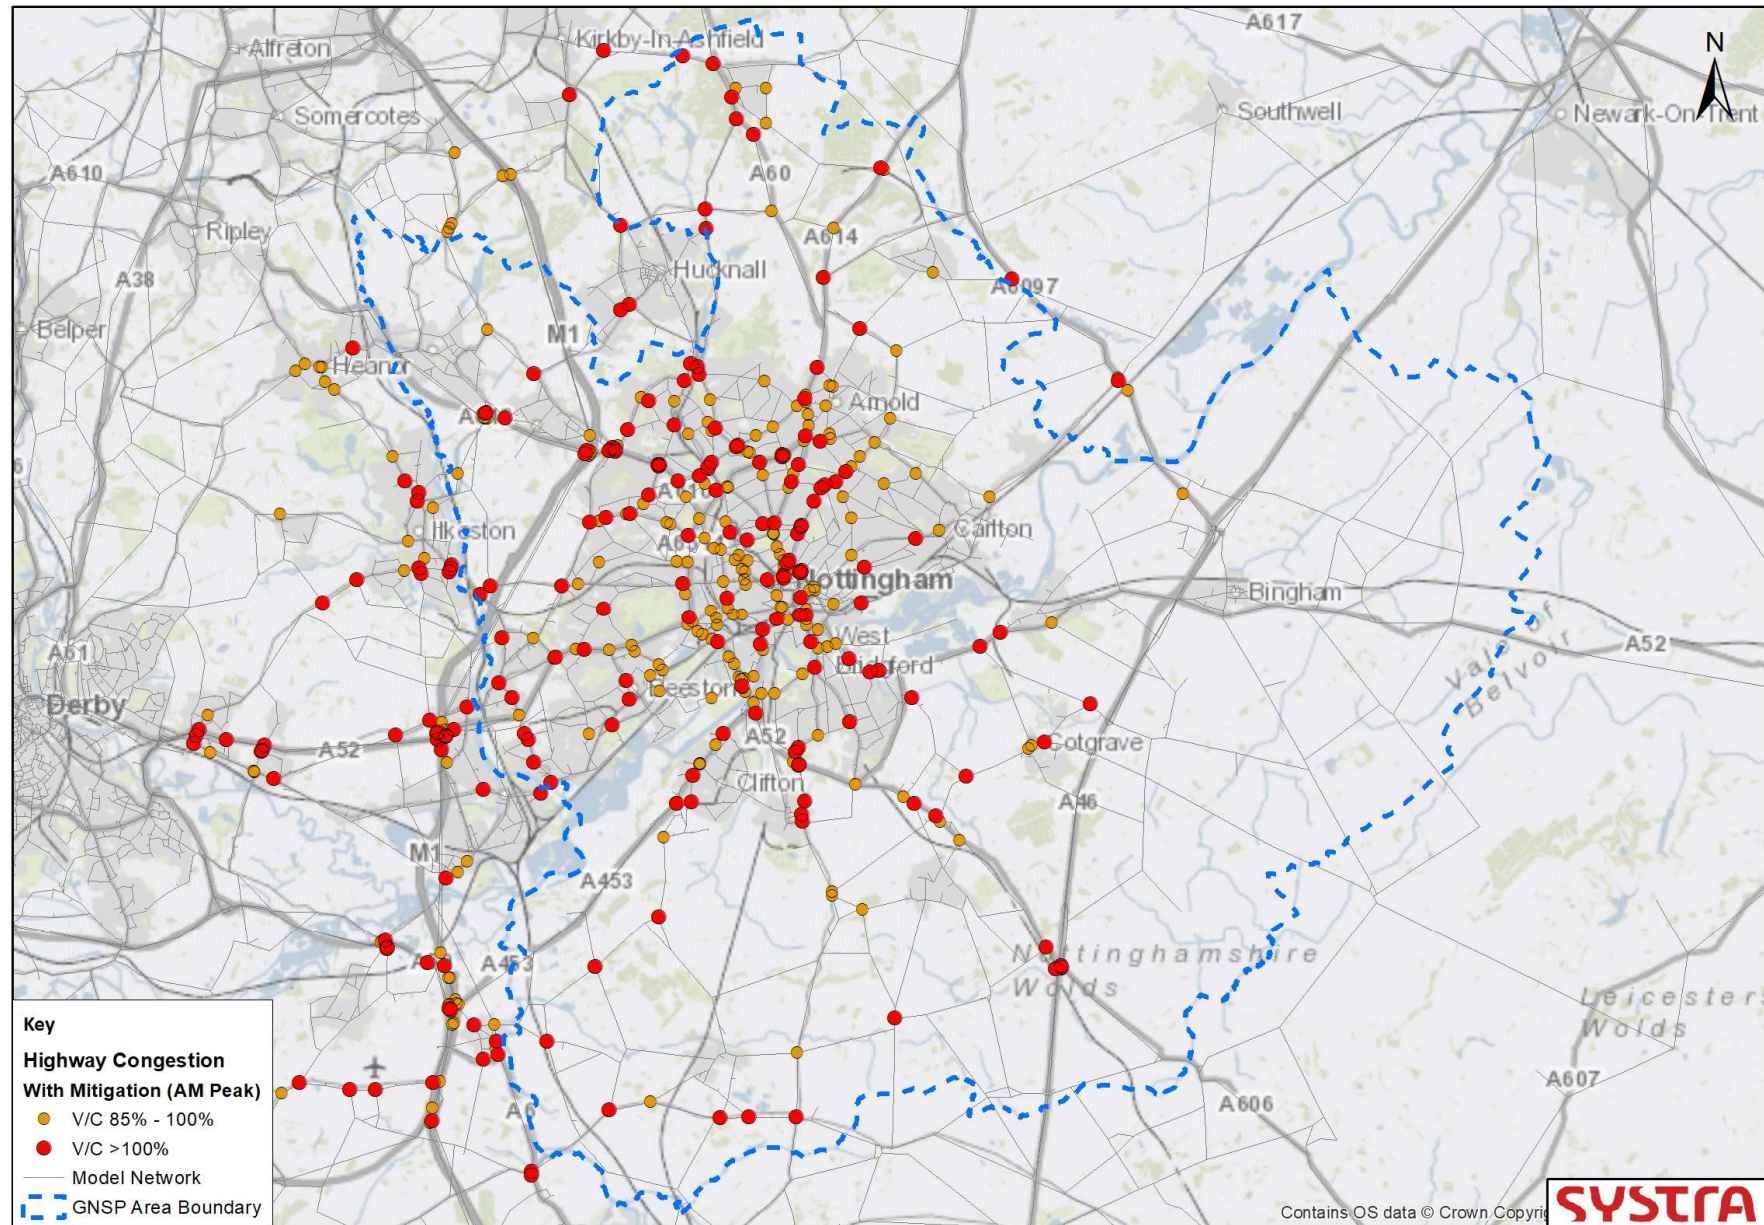 A617
N
Kirkby-In-Ashfield
Alfreton
Somercotes
Southwell
Newark-On-Trent
A610
A60
Ripley
A614
Hucknall
A38
A6097
Belper
M1
Heanor
Arnold
Ilkeston
Carlton
Nottingham
Bingham
A52
West
Bridgford
Vale of
Belvoir
Derby
Beeston
A52
A52
Cotgrave
Clifton
A46
M1
A453
A453
Nottinghamshire
Wolds
Leicester
Wolds
A607
A6
A606
Key
Highway Congestion
With Mitigation (AM Peak)
V/C 85% - 100%
V/C >100%
Model Network
GNSP Area Boundary
Contains OS data © Crown Copyrig
SYSTRA